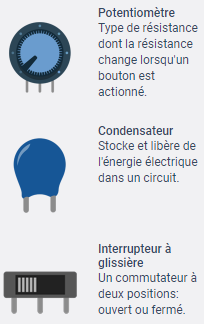 Potentiomètre
Type de résistance
dont la résistance
change lorsqu'un
bouton est
actionné.
Condensateur
Stocke et libère de
l'énergie électrique
dans un circuit.
Interrupteur à
glissière
Un commutateur à
deux positions:
ouvert ou fermé.